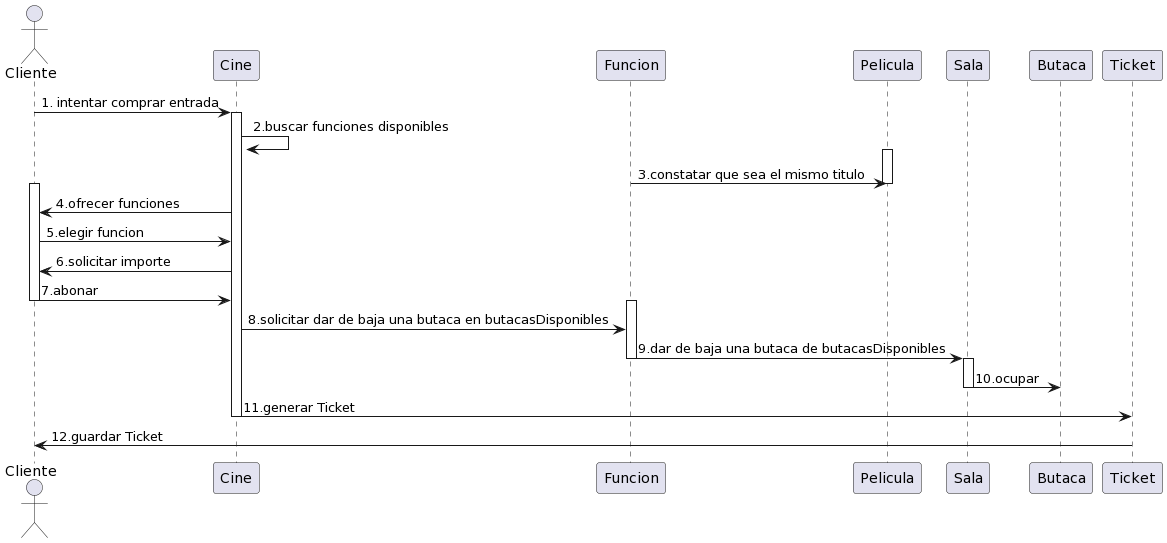 Cliente
Cine
Funcion
Pelicula
Sala
Butaca
Ticket
1. intentar comprar entrada
2.buscar funciones disponibles
3.constatar que sea el mismo titulo
4.ofrecer funciones
5.elegir funcion
6.solicitar importe
7.abonar
8.solicitar dar de baja una butaca en butacasDisponibles
9.dar de baja una butaca de butacasDisponibles
10.ocupar
11.generar Ticket
12.guardar Ticket
Cliente
Cine
Funcion
Pelicula
Sala
Butaca
Ticket